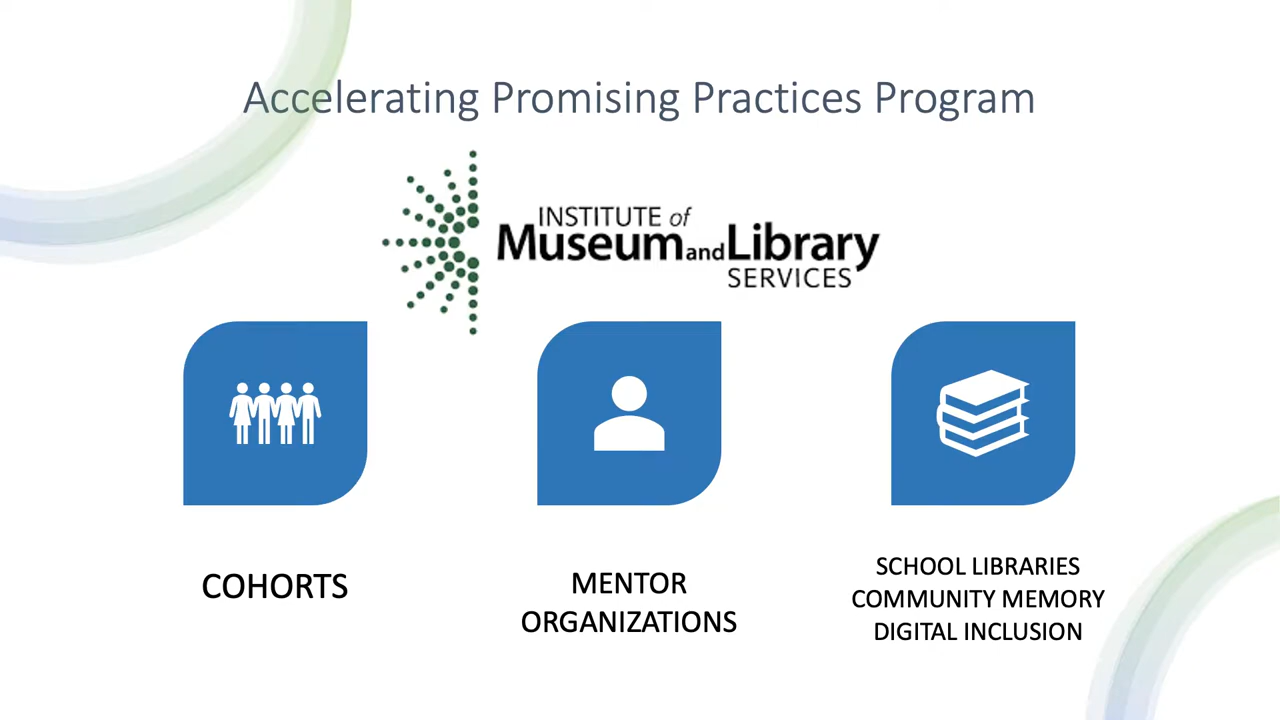 Accelerating Promising Practices Program
INSTITUTE of
Museum and Library
SERVICES
COHORTS
MENTOR
ORGANIZATIONS
SCHOOL LIBRARIES
COMMUNITY MEMORY
DIGITAL INCLUSION